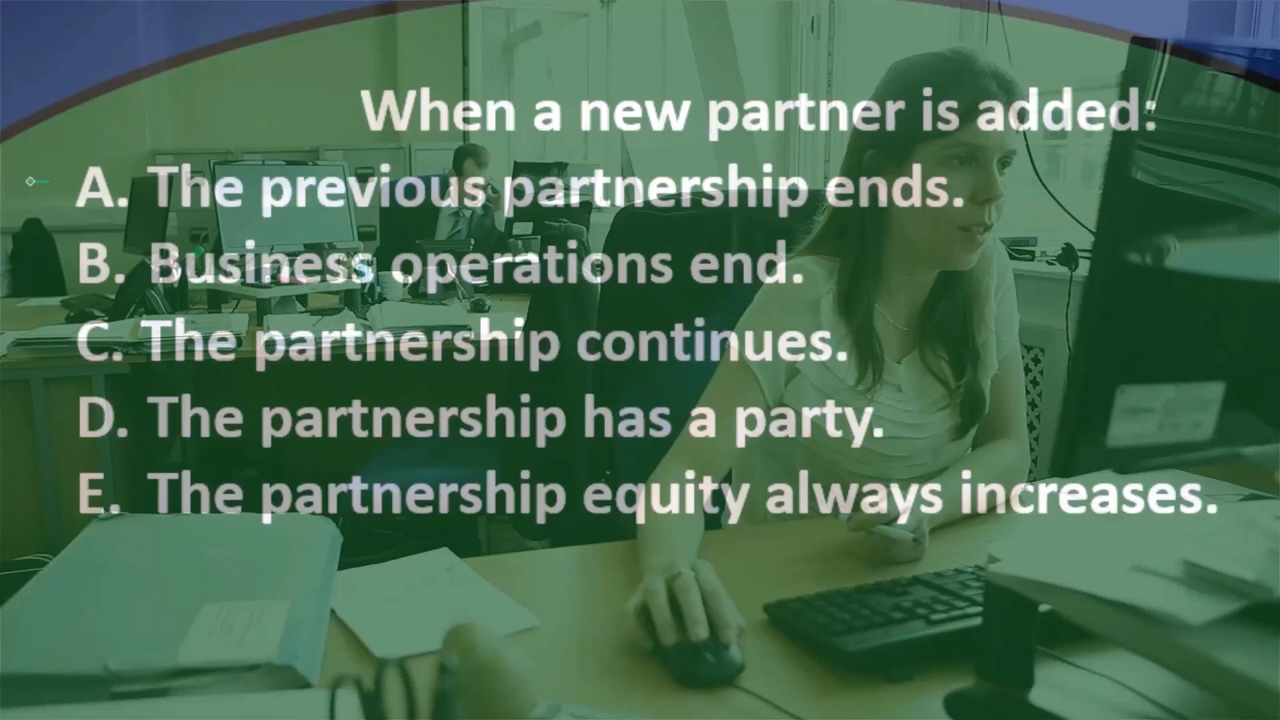 When a new partner is added:
A. The previous partnership ends.
B. Business operations end.
C. The partnership continues.
D. The partnership has a party.
E. The partnership equity always increases.